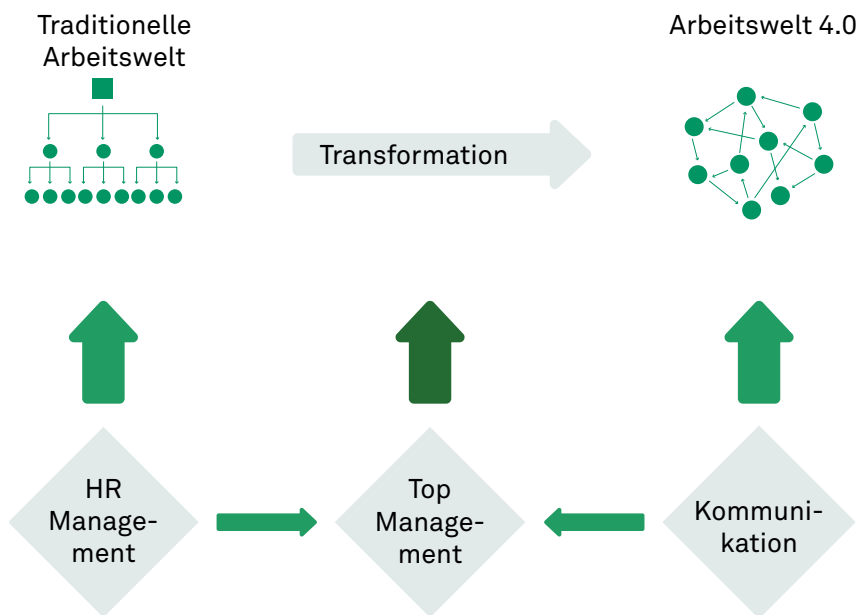 Traditionelle
Arbeitswelt
Arbeitswelt 4.0
Transformation
HR
Manage-
ment
Top
Manage-
ment
Kommuni-
kation